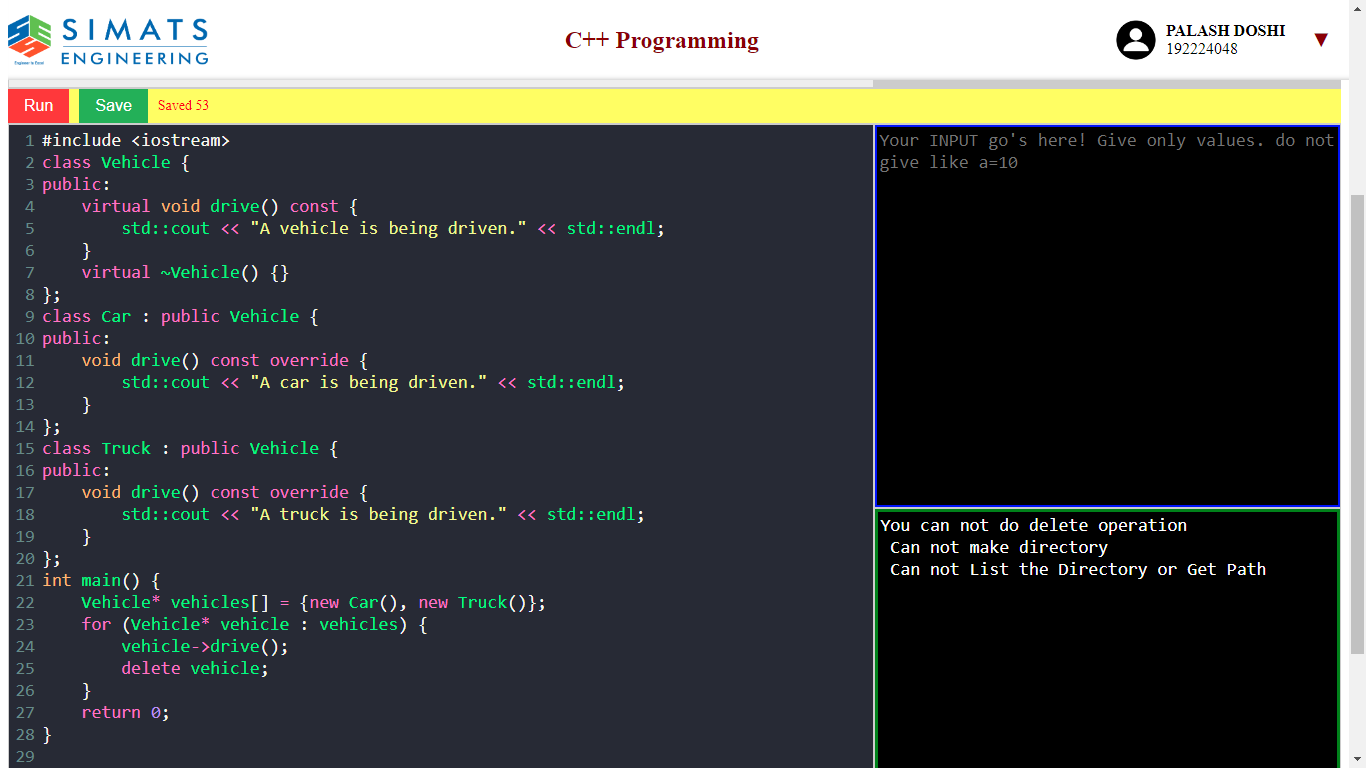 SIMATS
ENGINEERING
Engineer to Excel
C++ Programming
PALASH DOSHI
192224048
▼
Run Save Saved 53
1 #include <iostream>
2 class Vehicle {
3 public:
4     virtual void drive() const {
5         std::cout << "A vehicle is being driven." << std::endl;
6     }
7     virtual ~Vehicle() {}
8 };
9 class Car : public Vehicle {
10 public:
11     void drive() const override {
12         std::cout << "A car is being driven." << std::endl;
13     }
14 };
15 class Truck : public Vehicle {
16 public:
17     void drive() const override {
18         std::cout << "A truck is being driven." << std::endl;
19     }
20 };
21 int main() {
22     Vehicle* vehicles[] = {new Car(), new Truck()};
23     for (Vehicle* vehicle : vehicles) {
24         vehicle->drive();
25         delete vehicle;
26     }
27     return 0;
28 }
29
Your INPUT go's here! Give only values. do not
give like a=10
You can not do delete operation
Can not make directory
Can not List the Directory or Get Path